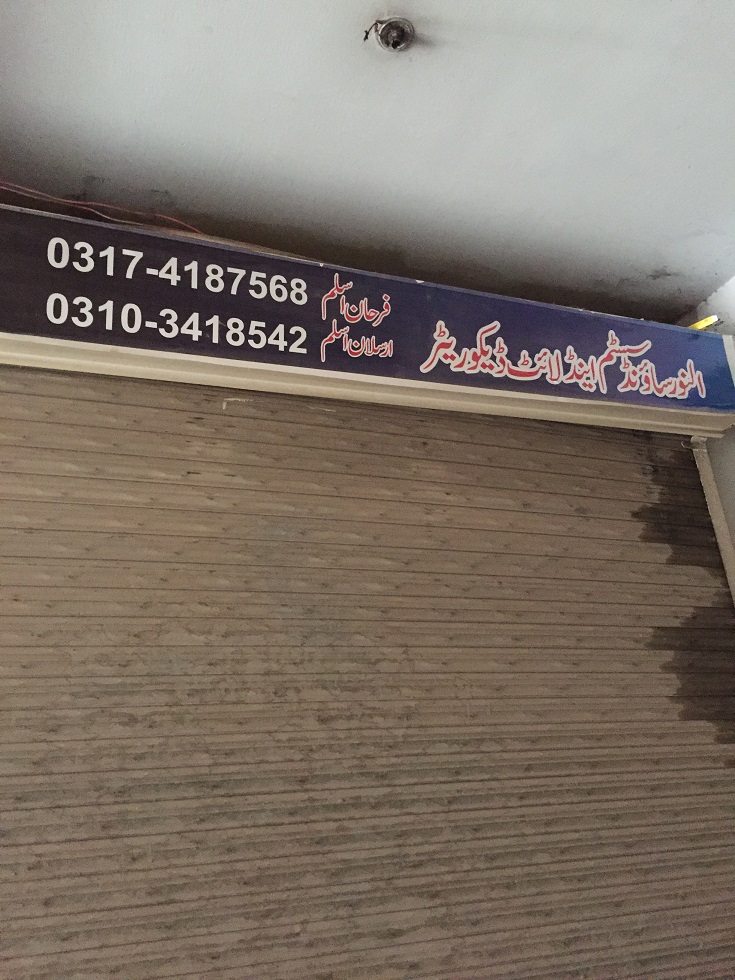 النور ساؤنڈ سسٹم اینڈ لائٹ ڈیکوریٹر
فرحان اسلم 0317-4187568
ارسلان اسلم 0310-3418542